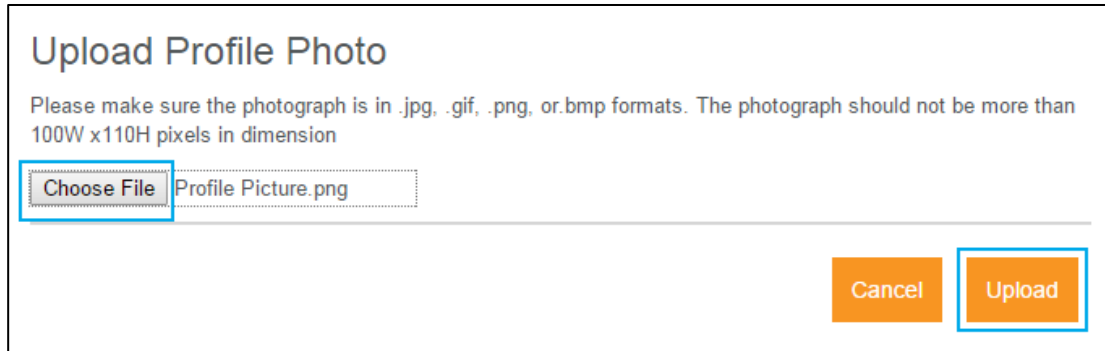 Upload Profile Photo
Please make sure the photograph is in .jpg, .gif, .png, or.bmp formats. The photograph should not be more than
100W x110H pixels in dimension
Choose File Profile Picture.png
Cancel Upload